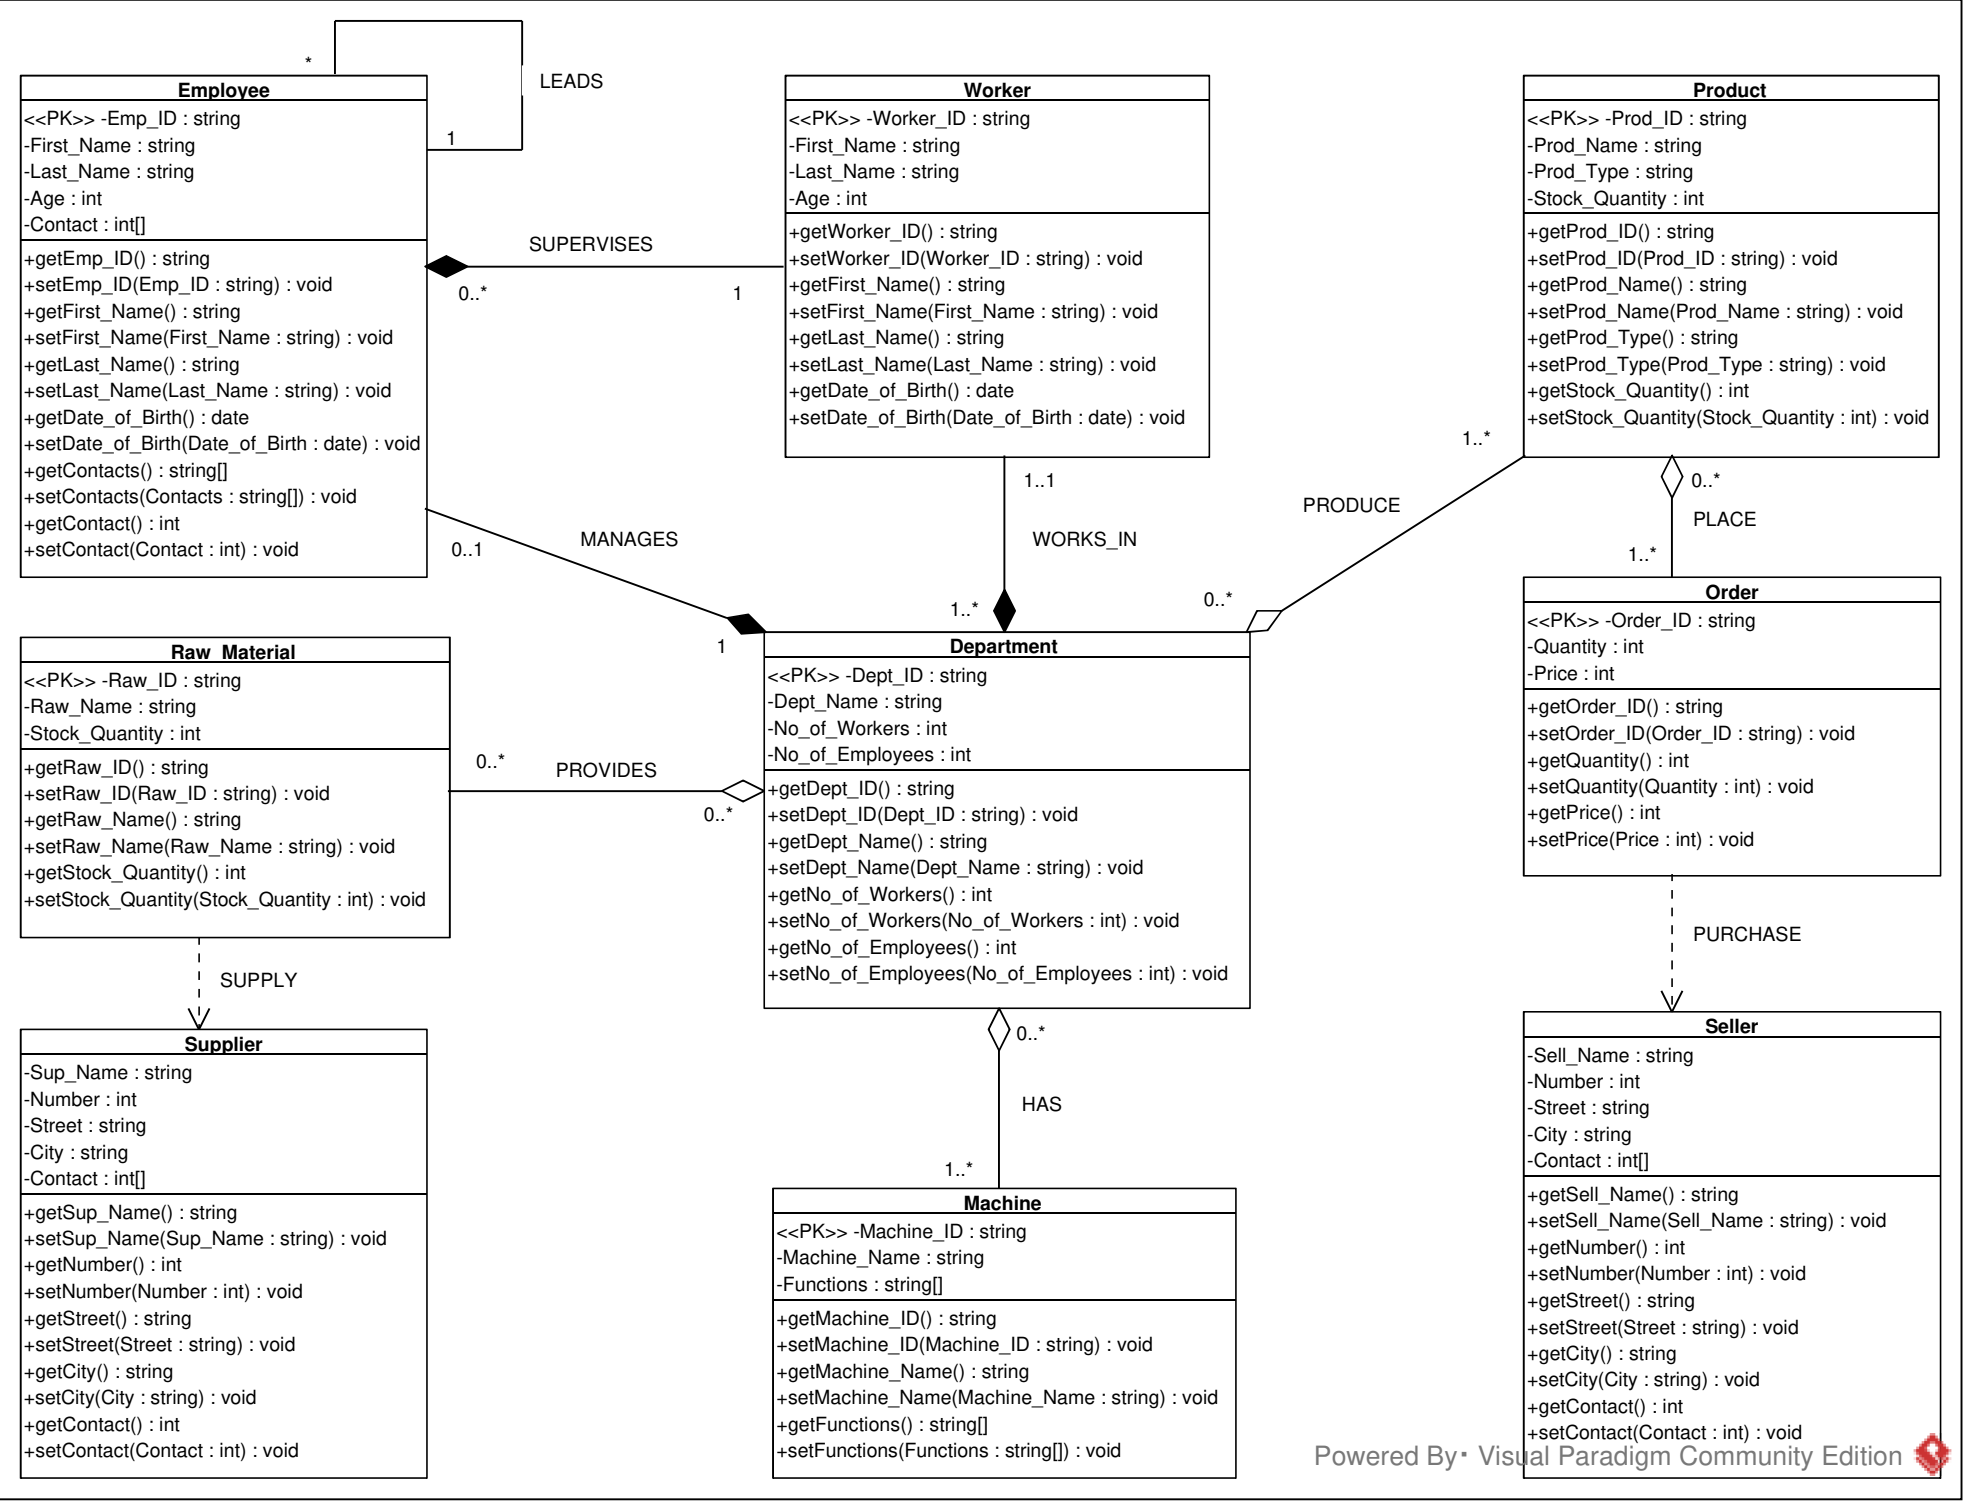 *
LEADS
1
Employee
<<PK>> -Emp_ID : string
-First_Name : string
-Last_Name : string
-Age : int
-Contact : int[]
+getEmp_ID() : string
+setEmp_ID(Emp_ID : string) : void
+getFirst_Name() : string
+setFirst_Name(First_Name : string) : void
+getLast_Name() : string
+setLast_Name(Last_Name : string) : void
+getDate_of_Birth() : date
+setDate_of_Birth(Date_of_Birth : date) : void
+getContacts() : string[]
+setContacts(Contacts : string[]) : void
+getContact() : int
+setContact(Contact : int) : void
SUPERVISES
0..*
1
Worker
<<PK>> -Worker_ID : string
-First_Name : string
-Last_Name : string
-Age : int
+getWorker_ID() : string
+setWorker_ID(Worker_ID : string) : void
+getFirst_Name() : string
+setFirst_Name(First_Name : string) : void
+getLast_Name() : string
+setLast_Name(Last_Name : string) : void
+getDate_of_Birth() : date
+setDate_of_Birth(Date_of_Birth : date) : void
Product
<<PK>> -Prod_ID : string
-Prod_Name : string
-Prod_Type : string
-Stock_Quantity : int
+getProd_ID() : string
+setProd_ID(Prod_ID : string) : void
+getProd_Name() : string
+setProd_Name(Prod_Name : string) : void
+getProd_Type() : string
+setProd_Type(Prod_Type : string) : void
+getStock_Quantity() : int
+setStock_Quantity(Stock_Quantity : int) : void
MANAGES
0..1
1
1..1
WORKS_IN
1..*
1..*
PRODUCE
0..*
0..*
PLACE
1..*
Raw_Material
<<PK>> -Raw_ID : string
-Raw_Name : string
-Stock_Quantity : int
+getRaw_ID() : string
+setRaw_ID(Raw_ID : string) : void
+getRaw_Name() : string
+setRaw_Name(Raw_Name : string) : void
+getStock_Quantity() : int
+setStock_Quantity(Stock_Quantity : int) : void
0..*
PROVIDES
0..*
Department
<<PK>> -Dept_ID : string
-Dept_Name : string
-No_of_Workers : int
-No_of_Employees : int
+getDept_ID() : string
+setDept_ID(Dept_ID : string) : void
+getDept_Name() : string
+setDept_Name(Dept_Name : string) : void
+getNo_of_Workers() : int
+setNo_of_Workers(No_of_Workers : int) : void
+getNo_of_Employees() : int
+setNo_of_Employees(No_of_Employees : int) : void
Order
<<PK>> -Order_ID : string
-Quantity : int
-Price : int
+getOrder_ID() : string
+setOrder_ID(Order_ID : string) : void
+getQuantity() : int
+setQuantity(Quantity : int) : void
+getPrice() : int
+setPrice(Price : int) : void
SUPPLY
PURCHASE
Supplier
-Sup_Name : string
-Number : int
-Street : string
-City : string
-Contact : int[]
+getSup_Name() : string
+setSup_Name(Sup_Name : string) : void
+getNumber() : int
+setNumber(Number : int) : void
+getStreet() : string
+setStreet(Street : string) : void
+getCity() : string
+setCity(City : string) : void
+getContact() : int
+setContact(Contact : int) : void
0..*
HAS
1..*
Machine
<<PK>> -Machine_ID : string
-Machine_Name : string
-Functions : string[]
+getMachine_ID() : string
+setMachine_ID(Machine_ID : string) : void
+getMachine_Name() : string
+setMachine_Name(Machine_Name : string) : void
+getFunctions() : string[]
+setFunctions(Functions : string[]) : void
Seller
-Sell_Name : string
-Number : int
-Street : string
-City : string
-Contact : int[]
+getSell_Name() : string
+setSell_Name(Sell_Name : string) : void
+getNumber() : int
+setNumber(Number : int) : void
+getStreet() : string
+setStreet(Street : string) : void
+getCity() : string
+setCity(City : string) : void
+getContact() : int
+setContact(Contact : int) : void
Powered By· Visual Paradigm Community Edition